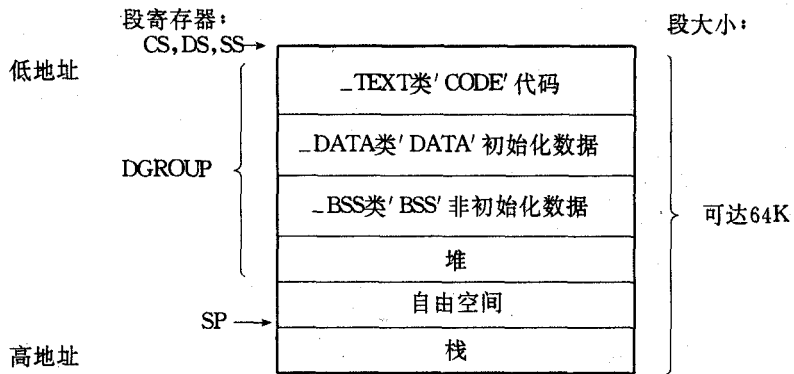 段寄存器:
段大小:
CS,DS,SS
低地址
_TEXT类'CODE'代码
_DATA类'DATA'初始化数据
DGROUP
_BSS类'BSS'非初始化数据
可达64K
堆
自由空间
SP
栈
高地址